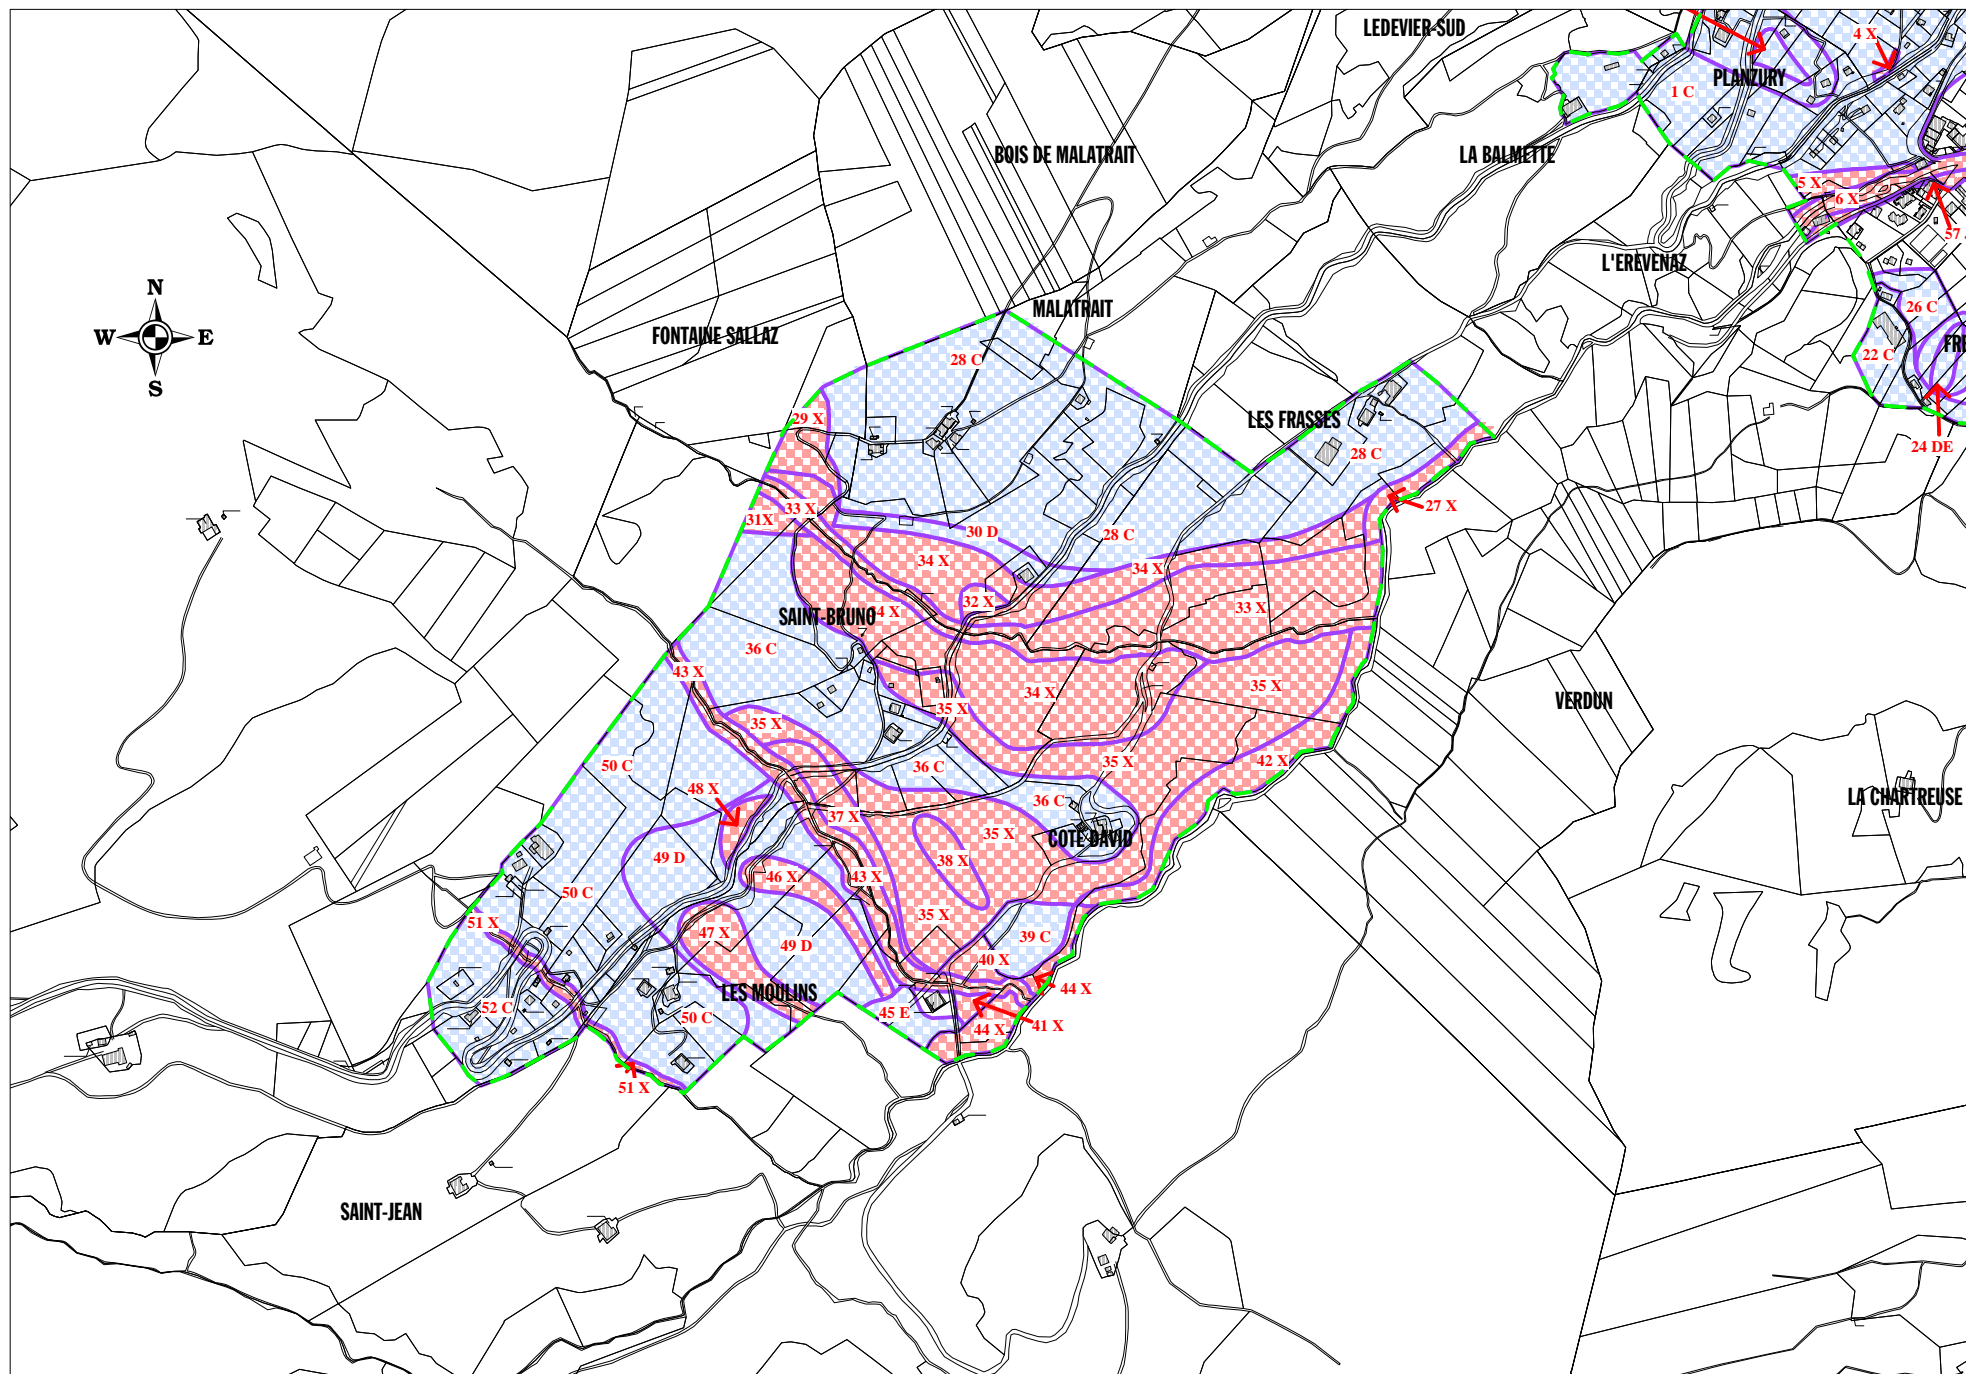 LEDEVIER-SUD
4 X
PLANZURY
1 C
BOIS DE MALATRAIT
LA BALMETTE
5 X
6 X
57
L'EREVENAZ
N
W E
S
26 C
MALATRAIT
FONTAINE SALLAZ
28 C
22 C
FRE
29 X
LES FRASSES
28 C
24 DE
27 X
33 X
31X
30 D
28 C
34 X
34 X
32 X
33 X
SAINT-BRUNO
34 X
36 C
43 X
35 X
34 X
VERDUN
35 X
35 X
35 X
42 X
50 C
36 C
48 X
LA CHARTREUSE
36 C
37 X
35 X
COTE DAVID
49 D
38 X
46 X
43 X
50 C
35 X
51 X
47 X
39 C
49 D
40 X
44 X
LES MOULINS
52 C
50 C
45 E
44 X
41 X
51 X
SAINT-JEAN